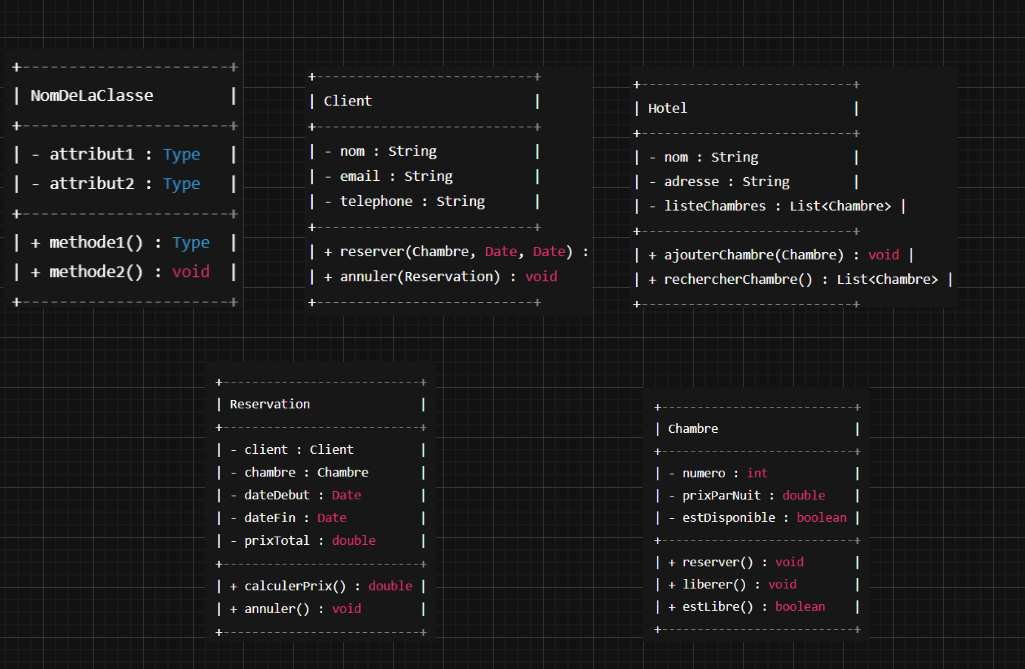 +-----------------------+
| NomDeLaClasse |
+-----------------------+
| - attribut1 : Type |
| - attribut2 : Type |
+-----------------------+
| + methode1() : Type |
| + methode2() : void |
+-----------------------+
+---------------------------+
| Client |
+---------------------------+
| - nom : String |
| - email : String |
| - telephone : String |
+---------------------------+
| + reserver(Chambre, Date, Date) :
| + annuler(Reservation) : void
+---------------------------+
+---------------------------+
| Hotel |
+---------------------------+
| - nom : String |
| - adresse : String |
| - listeChambres : List<Chambre> |
+---------------------------+
| + ajouterChambre(Chambre) : void |
| + rechercherChambre() : List<Chambre> |
+---------------------------+
+---------------------------+
| Reservation |
+---------------------------+
| - client : Client |
| - chambre : Chambre |
| - dateDebut : Date |
| - dateFin : Date |
| - prixTotal : double |
+---------------------------+
| + calculerPrix() : double |
| + annuler() : void |
+---------------------------+
+---------------------------+
| Chambre |
+---------------------------+
| - numero : int |
| - prixParNuit : double |
| - estDisponible : boolean |
+---------------------------+
| + reserver() : void |
| + liberer() : void |
| + estLibre() : boolean |
+---------------------------+